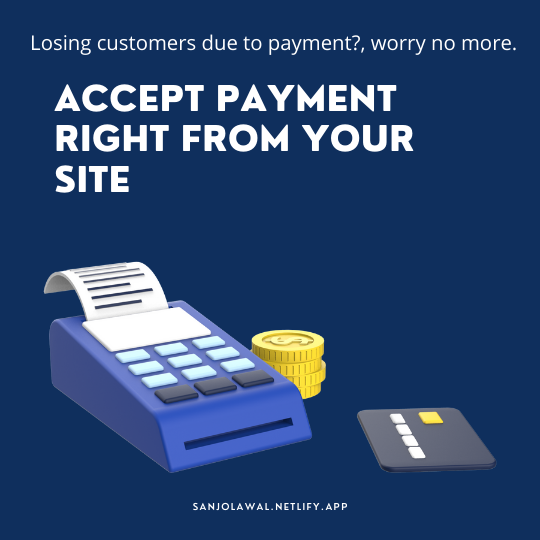 Losing customers due to payment?, worry no more.
ACCEPT PAYMENT
RIGHT FROM YOUR
SITE
SANJOLAWAL.NETLIFY.APP